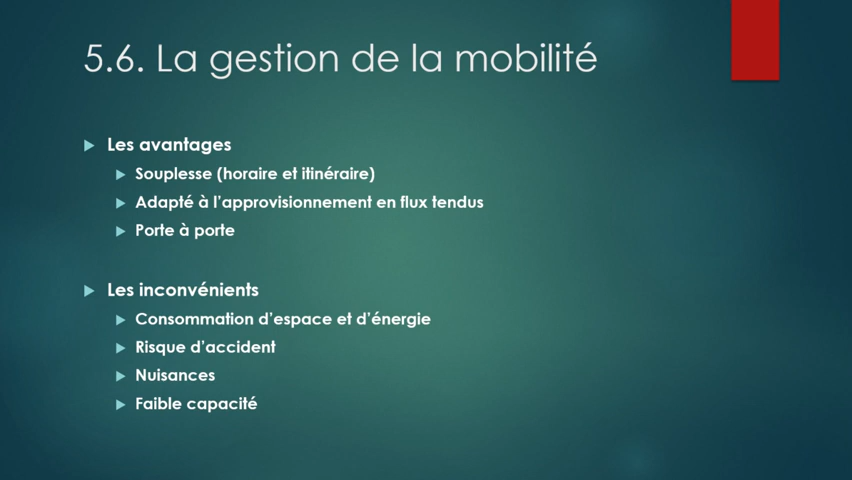 5.6. La gestion de la mobilité
Les avantages
Souplesse (horaire et itinéraire)
Adapté à l’approvisionnement en flux tendus
Porte à porte
Les inconvénients
Consommation d’espace et d’énergie
Risque d’accident
Nuisances
Faible capacité